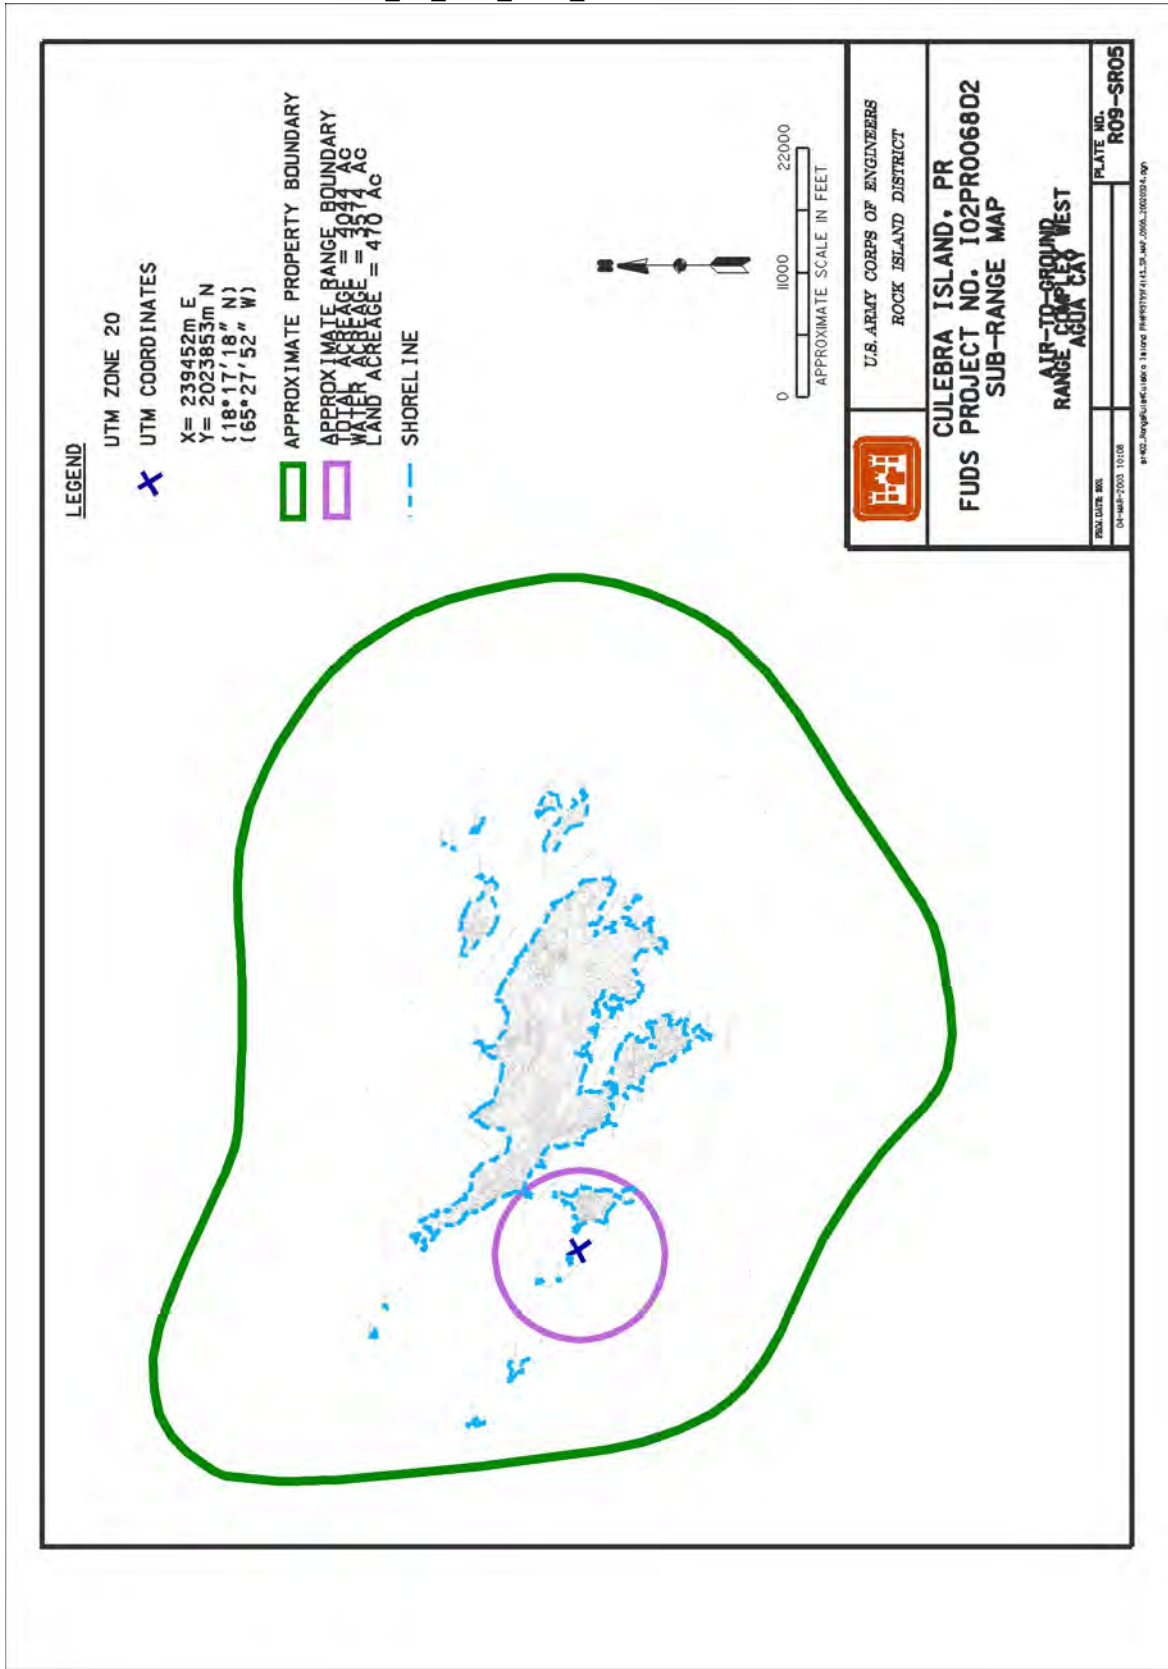 LEGEND
UTM ZONE 20
UTM COORDINATES
X= 239452m E
Y= 2023853m N
(18°17'18" N)
(65°27'52" W)
APPROXIMATE PROPERTY BOUNDARY
APPROXIMATE RANGE BOUNDARY
TOTAL ACREAGE = 4044 AC
WATER ACREAGE = 3574 AC
LAND ACREAGE = 470 AC
SHORELINE
N
0 11000 22000
APPROXIMATE SCALE IN FEET
U.S. ARMY CORPS OF ENGINEERS
ROCK ISLAND DISTRICT
CULEBRA ISLAND, PR
FUDS PROJECT NO. I02PR006802
SUB-RANGE MAP
AIR-TO-GROUND
RANGE COMPLEX WEST
AGUA CAY
PROJ. DATE:
04-MAR-2003 10:08
PLATE NO.
R09-SR05